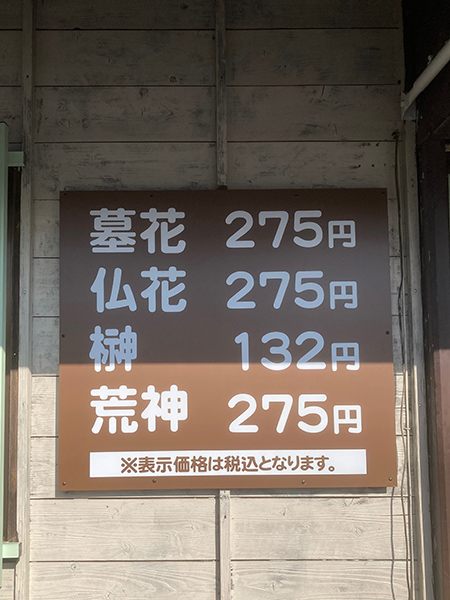 墓花 275円
仏花 275円
榊 132円
荒神 275円
※表示価格は税込となります。